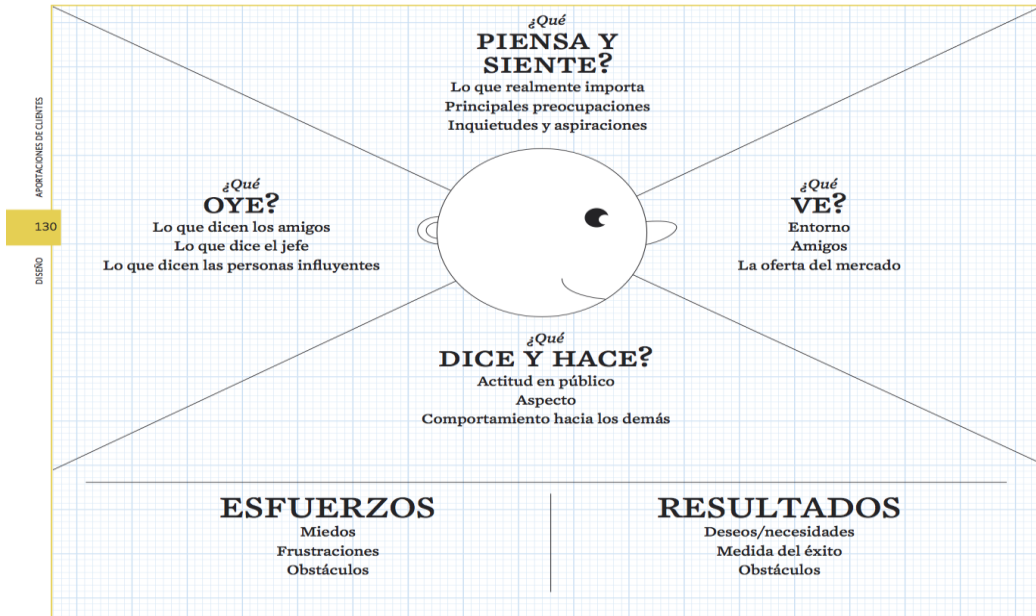 ¿Qué
PIENSA Y
SIENTE?
Lo que realmente importa
Principales preocupaciones
Inquietudes y aspiraciones
APORTACIONES DE CLIENTES
130
DISEÑO
¿Qué
OYE?
Lo que dicen los amigos
Lo que dice el jefe
Lo que dicen las personas influyentes
¿Qué
VE?
Entorno
Amigos
La oferta del mercado
¿Qué
DICE Y HACE?
Actitud en público
Aspecto
Comportamiento hacia los demás
ESFUERZOS
Miedos
Frustraciones
Obstáculos
RESULTADOS
Deseos/necesidades
Medida del éxito
Obstáculos